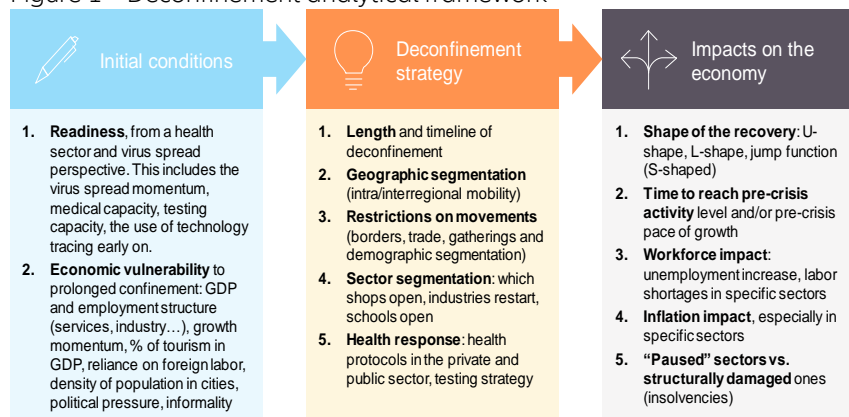 Figure 1 – Deconfinement analytical framework
Initial conditions
1. Readiness, from a health
sector and virus spread
perspective. This includes the
virus spread momentum,
medical capacity, testing
capacity, the use of technology
tracing early on.
2. Economic vulnerability to
prolonged confinement: GDP
and employment structure
(services, industry…), growth
momentum, % of tourism in
GDP, reliance on foreign labor,
density of population in cities,
political pressure, informality
Deconfinement
strategy
1. Length and timeline of
deconfinement
2. Geographic segmentation
(intra/interregional mobility)
3. Restrictions on movements
(borders, trade, gatherings and
demographic segmentation)
4. Sector segmentation: which
shops open, industries restart,
schools open
5. Health response: health
protocols in the private and
public sector, testing strategy
Impacts on the
economy
1. Shape of the recovery: U-
shape, L-shape, jump function
(S-shaped)
2. Time to reach pre-crisis
activity level and/or pre-crisis
pace of growth
3. Workforce impact:
unemployment increase, labor
shortages in specific sectors
4. Inflation impact, especially in
specific sectors
5. “Paused” sectors vs.
structurally damaged ones
(insolvencies)